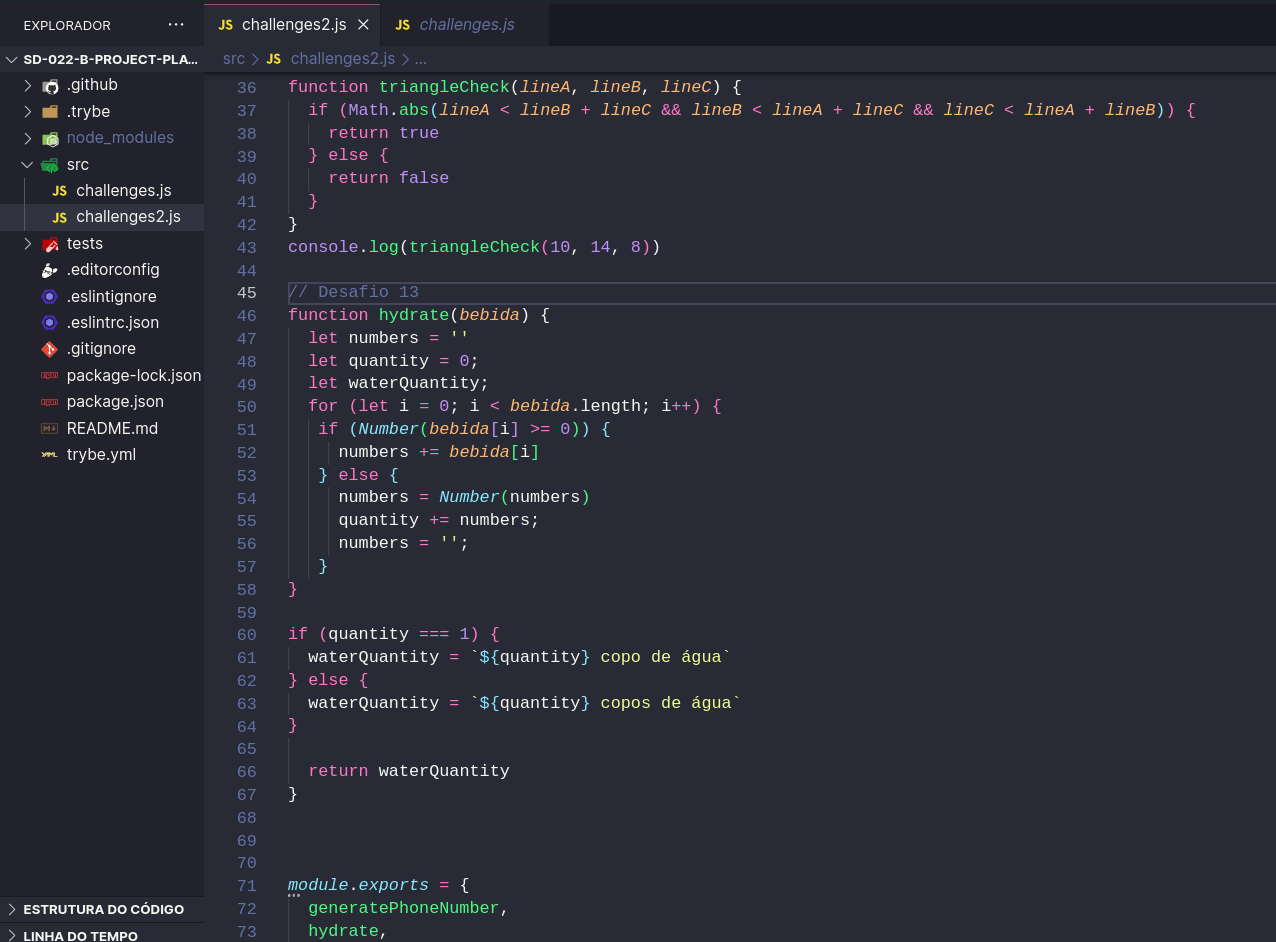 EXPLORADOR ···
SD-022-B-PROJECT-PLA...
.github
.trybe
node_modules
src
JS challenges.js
JS challenges2.js
tests
.editorconfig
.eslintignore
.eslintrc.json
.gitignore
package-lock.json
package.json
README.md
trybe.yml
ESTRUTURA DO CÓDIGO
LINHA DO TEMPO
JS challenges2.js JS challenges.js
src > JS challenges2.js > ...
36 function triangleCheck(lineA, lineB, lineC) {
37 if (Math.abs(lineA < lineB + lineC && lineB < lineA + lineC && lineC < lineA + lineB)) {
38 return true
39 } else {
40 return false
41 }
42 }
43 console.log(triangleCheck(10, 14, 8))
44
45 // Desafio 13
46 function hydrate(bebida) {
47 let numbers = ''
48 let quantity = 0;
49 let waterQuantity;
50 for (let i = 0; i < bebida.length; i++) {
51 if (Number(bebida[i] >= 0)) {
52 numbers += bebida[i]
53 } else {
54 numbers = Number(numbers)
55 quantity += numbers;
56 numbers = '';
57 }
58 }
59
60 if (quantity === 1) {
61 waterQuantity = `${quantity} copo de água`
62 } else {
63 waterQuantity = `${quantity} copos de água`
64 }
65
66 return waterQuantity
67 }
68
69
70
71 module.exports = {
72 generatePhoneNumber,
73 hydrate,